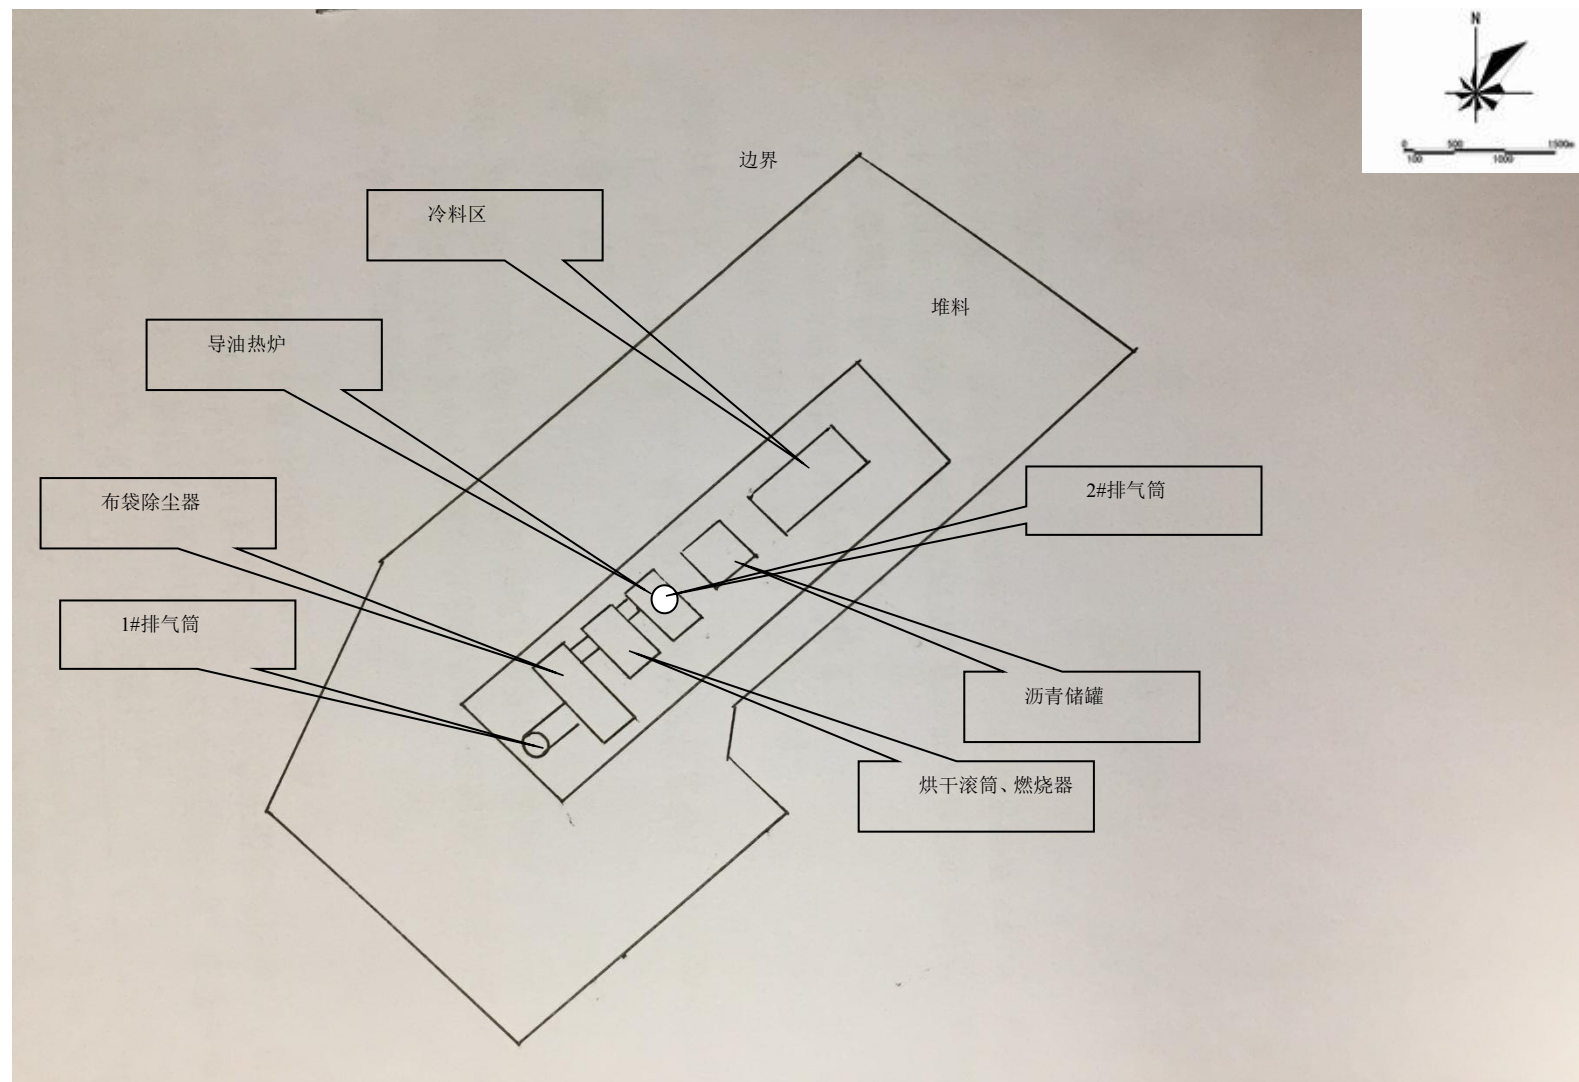 N
0 500 1500m
100 1000
边界
冷料区
堆料
导油热炉
布袋除尘器
2#排气筒
1#排气筒
沥青储罐
烘干滚筒、燃烧器